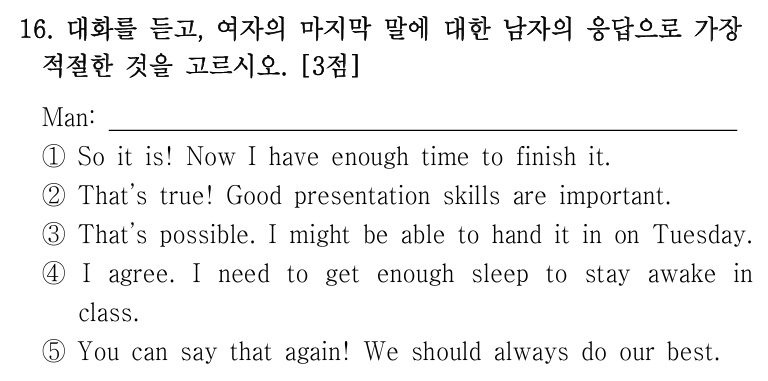 16. 대화를 듣고, 여자의 마지막 말에 대한 남자의 응답으로 가장
적절한 것을 고르시오. [3점]
Man:
① So it is! Now I have enough time to finish it.
② That's true! Good presentation skills are important.
③ That's possible. I might be able to hand it in on Tuesday.
④ I agree. I need to get enough sleep to stay awake in
class.
⑤ You can say that again! We should always do our best.